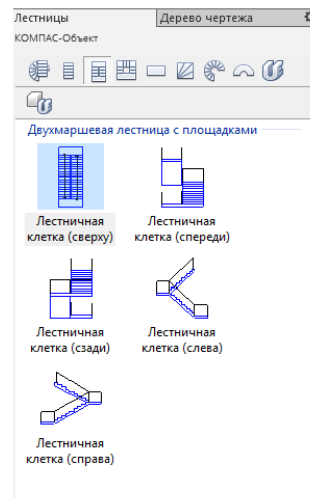 Лестницы
Дерево чертежа
КОМПАС-Объект
Двухмаршевая лестница с площадками
Лестничная
клетка (сверху)
Лестничная
клетка (спереди)
Лестничная
клетка (сзади)
Лестничная
клетка (слева)
Лестничная
клетка (справа)